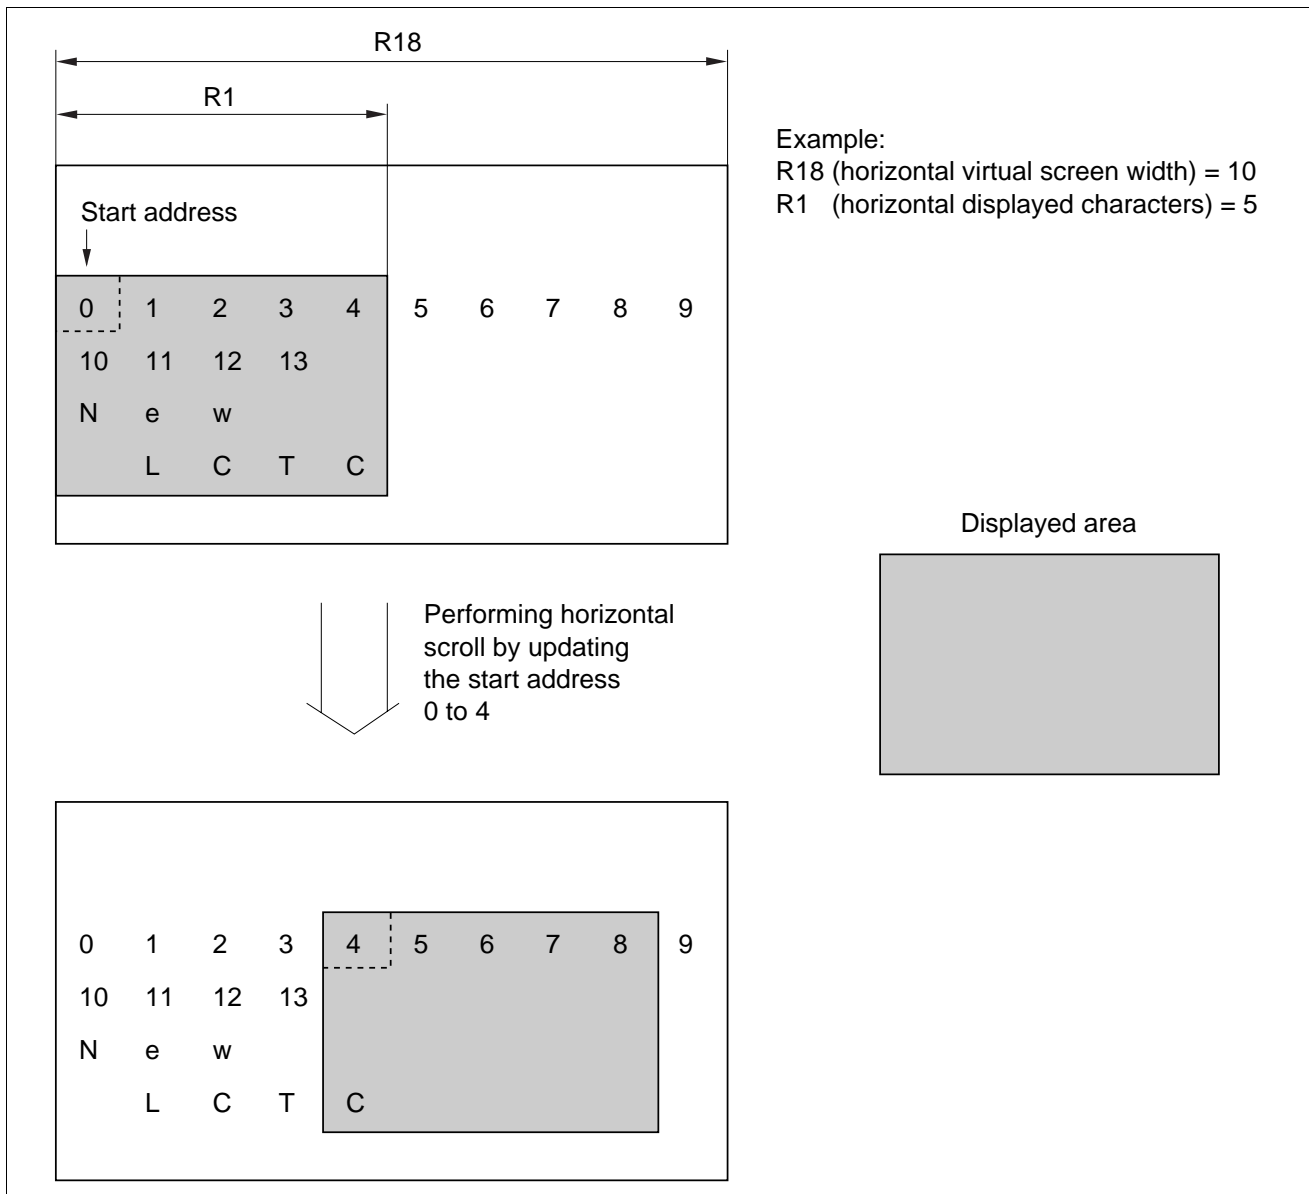 R18
R1
Example:
R18 (horizontal virtual screen width) = 10
R1 (horizontal displayed characters) = 5
Start address
0 1 2 3 4 5 6 7 8 9
10 11 12 13
N e w
L C T C
Displayed area
Performing horizontal
scroll by updating
the start address
0 to 4
0 1 2 3 4 5 6 7 8 9
10 11 12 13
N e w
L C T C